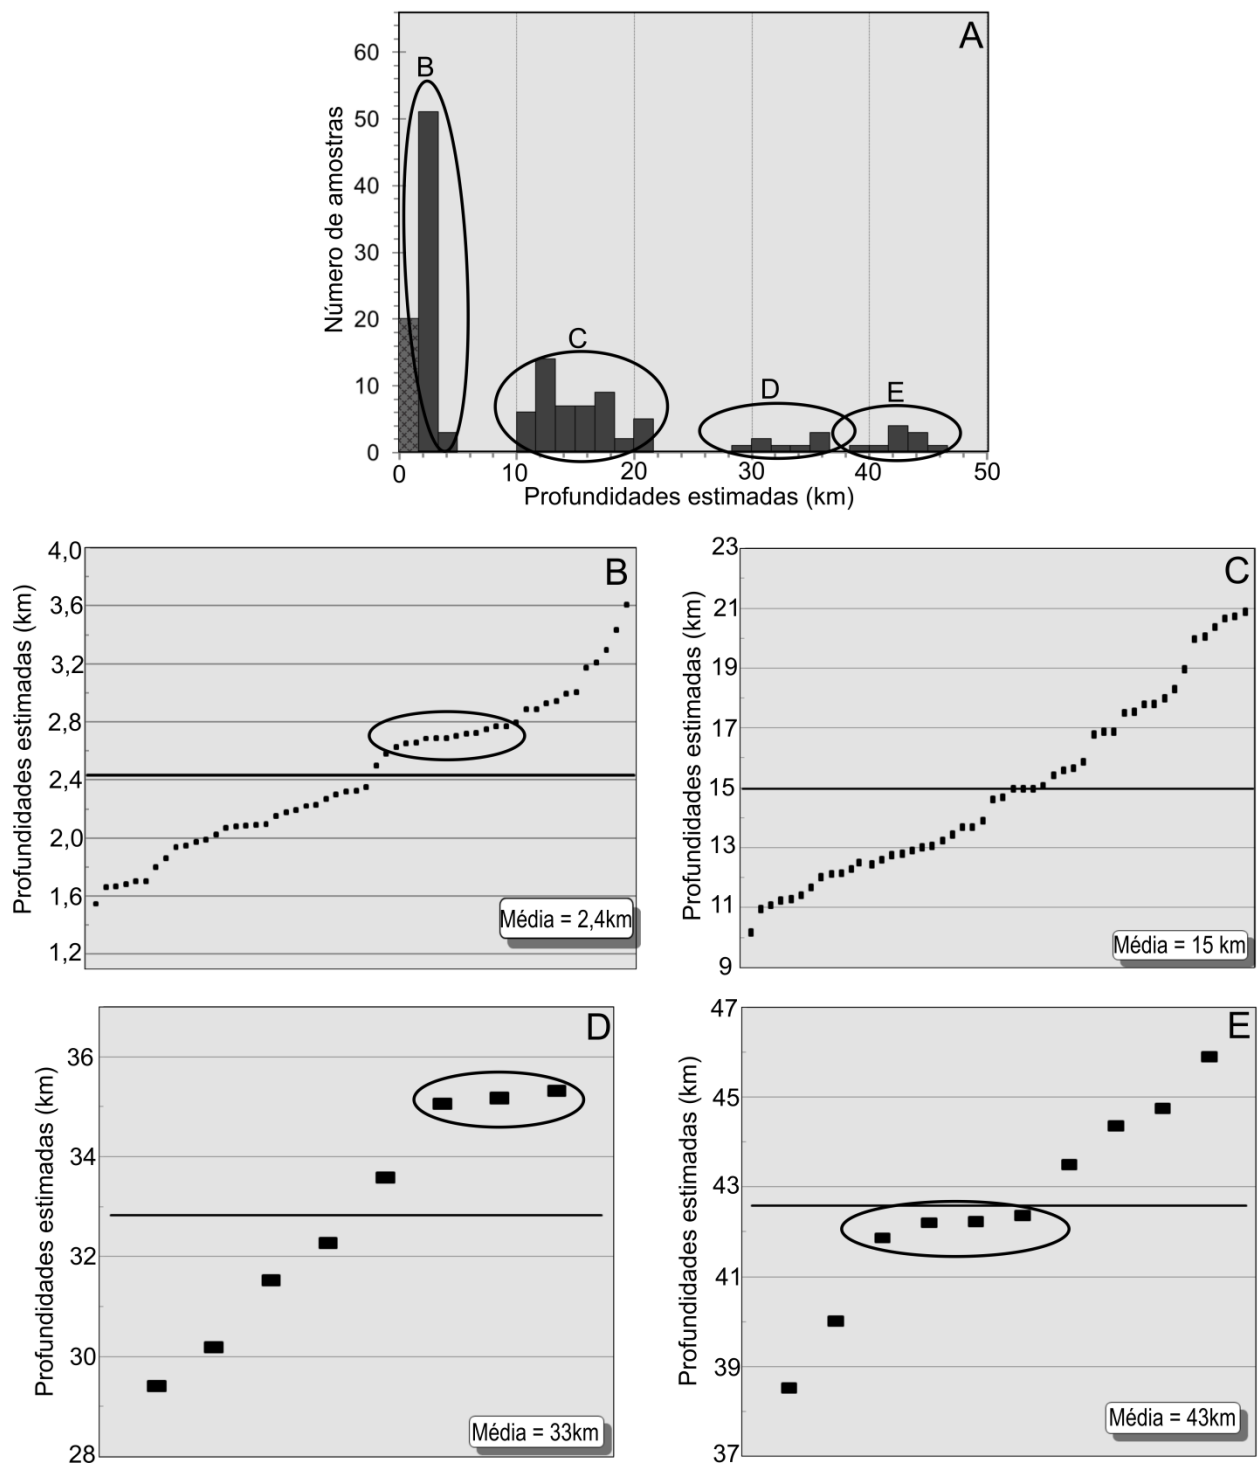 A
60
50
40
30
20
10
0
Número de amostras
B
C
D
E
0 10 20 30 40 50
Profundidades estimadas (km)
B
4,0
3,6
3,2
2,8
2,4
2,0
1,6
1,2
Profundidades estimadas (km)
Média = 2,4km
C
23
21
19
17
15
13
11
9
Profundidades estimadas (km)
Média = 15 km
D
36
34
32
30
28
Profundidades estimadas (km)
Média = 33km
E
47
45
43
41
39
37
Profundidades estimadas (km)
Média = 43km